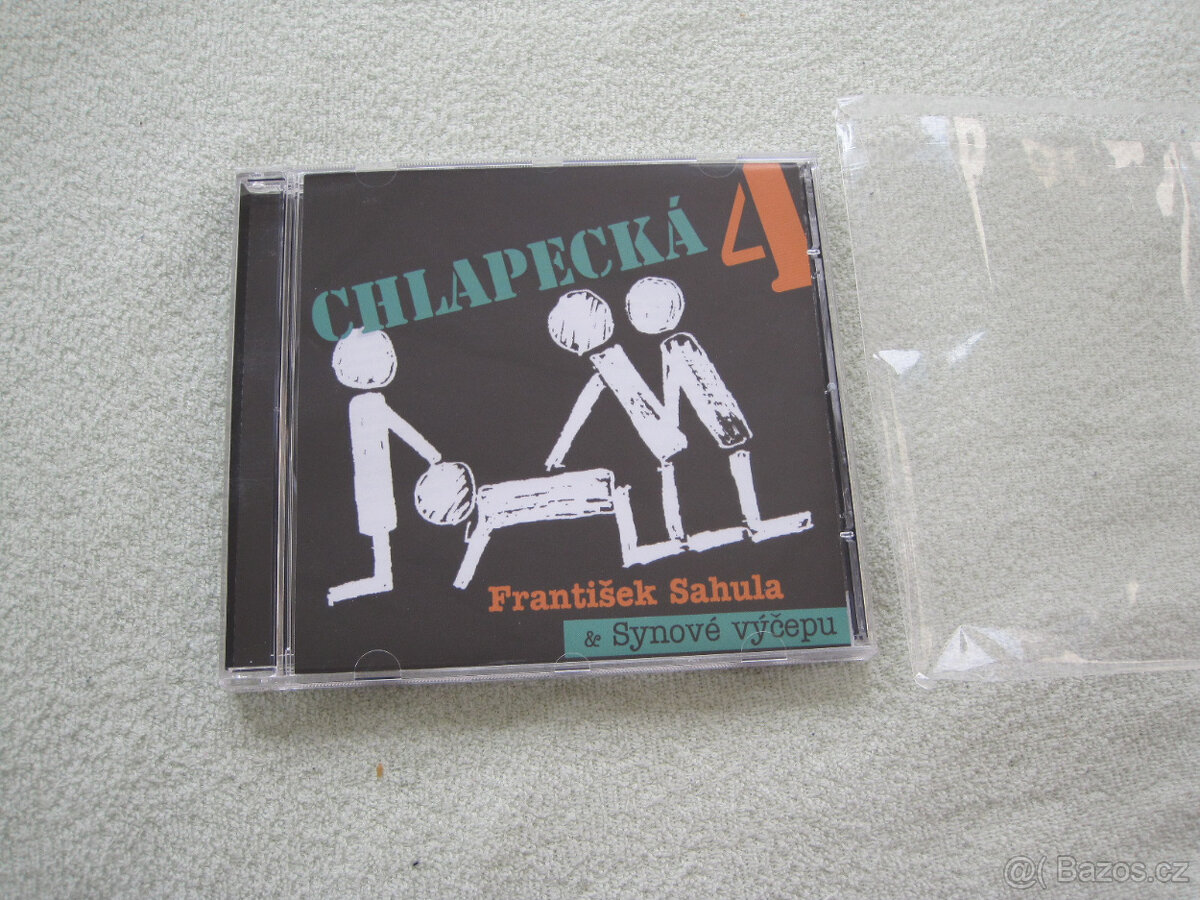 CHLAPECKÁ 4
František Sahula
& Synové výčepu
@( Bazos.cz